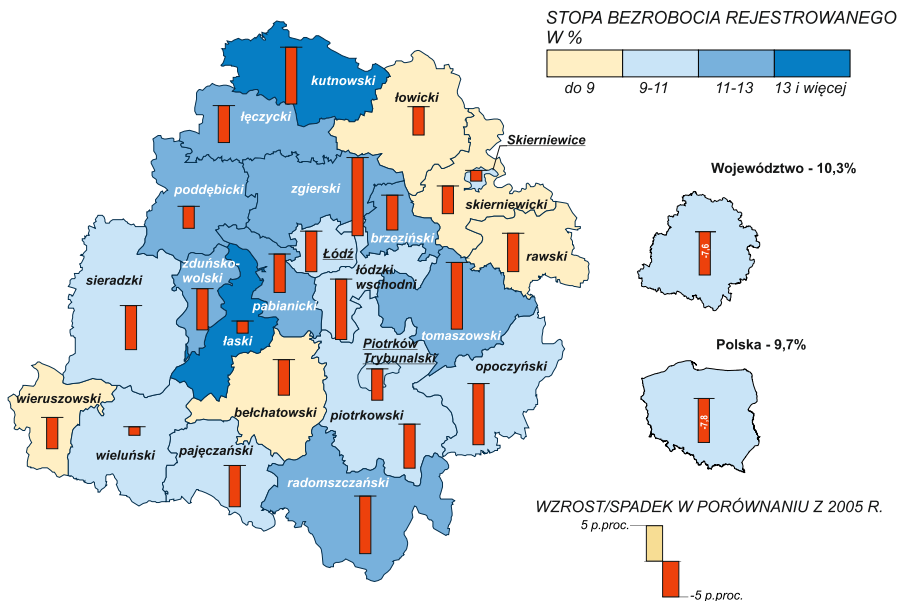 STOPA BEZROBOCIA REJESTROWANEGO
W %
do 9
9-11
11-13
13 i więcej
kutnowski
łowicki
łęczycki
Skierniewice
poddębicki
zgierski
skierniewicki
brzeziński
Łódź
rawski
zduńsko-
wolski
sieradzki
łódzki
wschodni
pabianicki
łaski
tomaszowski
Piotrków
Trybunalski
opoczyński
wieruszowski
bełchatowski
piotrkowski
wieluński
pajęczański
radomszczański
Województwo - 10,3%
-7,6
Polska - 9,7%
-7,8
WZROST/SPADEK W PORÓWNANIU Z 2005 R.
5 p.proc.
-5 p.proc.